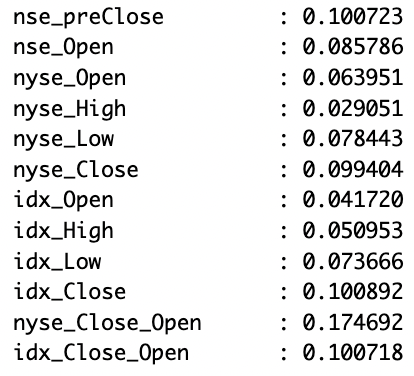 nse_preClose : 0.100723
nse_Open : 0.085786
nyse_Open : 0.063951
nyse_High : 0.029051
nyse_Low : 0.078443
nyse_Close : 0.099404
idx_Open : 0.041720
idx_High : 0.050953
idx_Low : 0.073666
idx_Close : 0.100892
nyse_Close_Open : 0.174692
idx_Close_Open : 0.100718